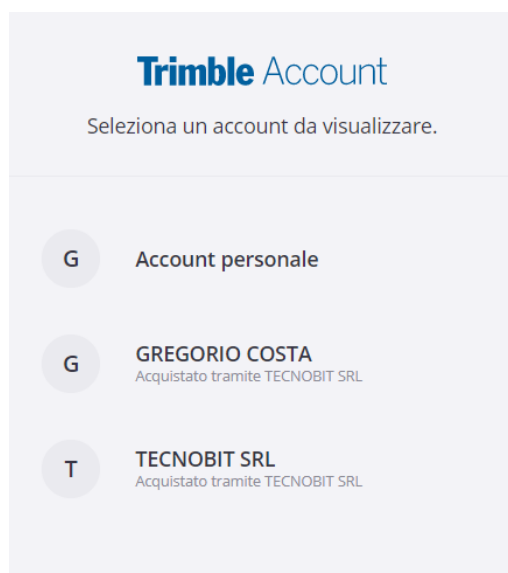 Trimble Account
Seleziona un account da visualizzare.
G
Account personale
G
GREGORIO COSTA
Acquistato tramite TECNOBIT SRL
T
TECNOBIT SRL
Acquistato tramite TECNOBIT SRL